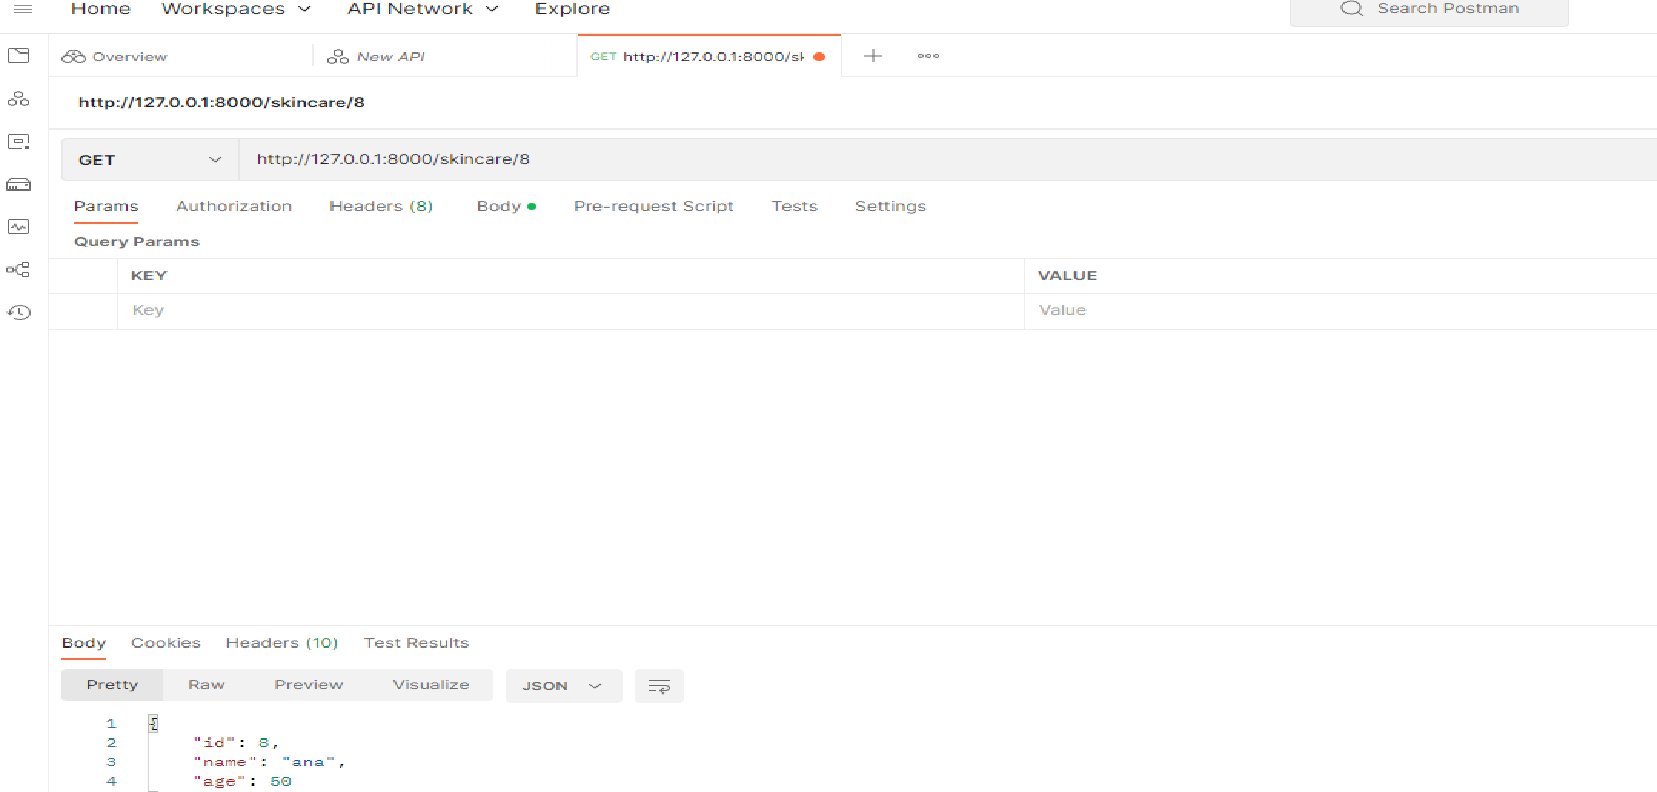 Home Workspaces API Network Explore Search Postman
Overview New API GET http://127.0.0.1:8000/sk
http://127.0.0.1:8000/skincare/8
GET http://127.0.0.1:8000/skincare/8
Params Authorization Headers (8) Body Pre-request Script Tests Settings
Query Params
KEY VALUE
Key Value
Body Cookies Headers (10) Test Results
Pretty Raw Preview Visualize JSON
1 {
2 "id": 8,
3 "name": "ana",
4 "age": 50